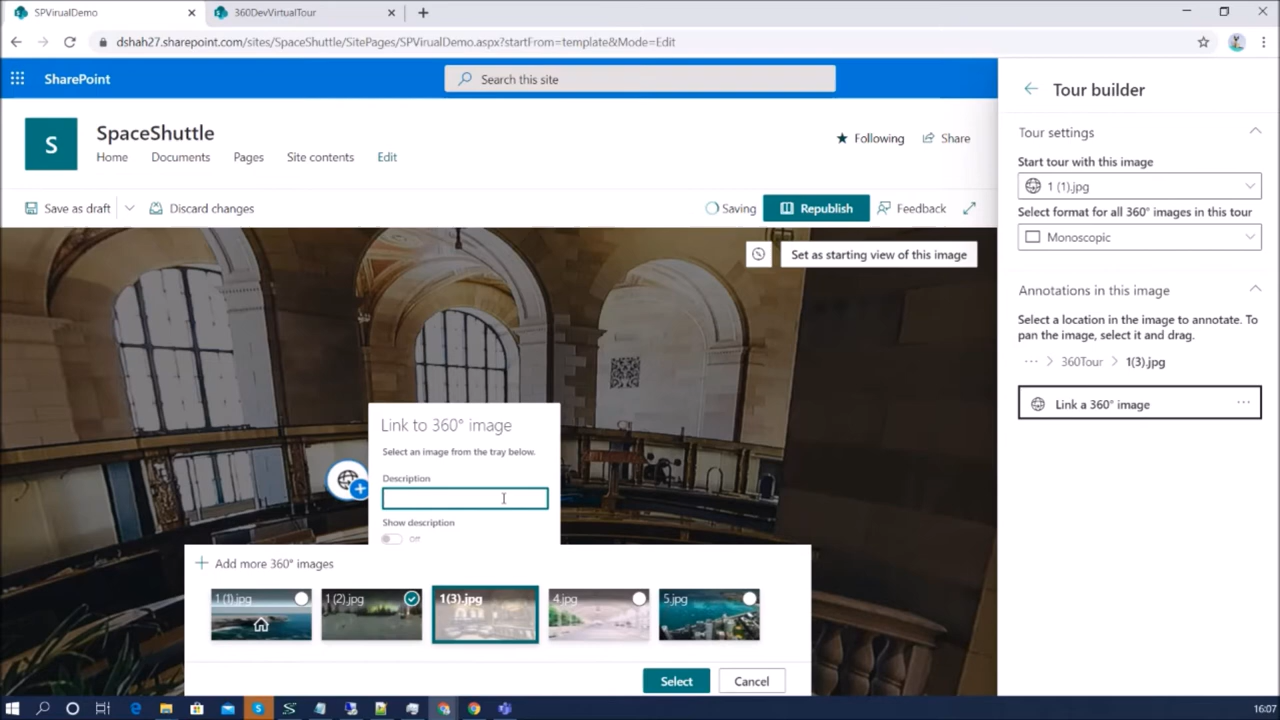 SPVirualDemo
360DevVirtualTour
dshah27.sharepoint.com/sites/SpaceShuttle/SitePages/SPVirualDemo.aspx?startFrom=template&Mode=Edit
SharePoint
Search this site
S
SpaceShuttle
Home Documents Pages Site contents Edit
Following Share
Save as draft Discard changes
Saving Republish Feedback
Set as starting view of this image
Link to 360° image
Select an image from the tray below.
Description
Show description
Off
Add more 360° images
1 (1).jpg 1 (2).jpg 1(3).jpg 4.jpg 5.jpg
Select Cancel
Tour builder
Tour settings
Start tour with this image
1 (1).jpg
Select format for all 360° images in this tour
Monoscopic
Annotations in this image
Select a location in the image to annotate. To
pan the image, select it and drag.
··· > 360Tour > 1(3).jpg
Link a 360° image ···
16:07